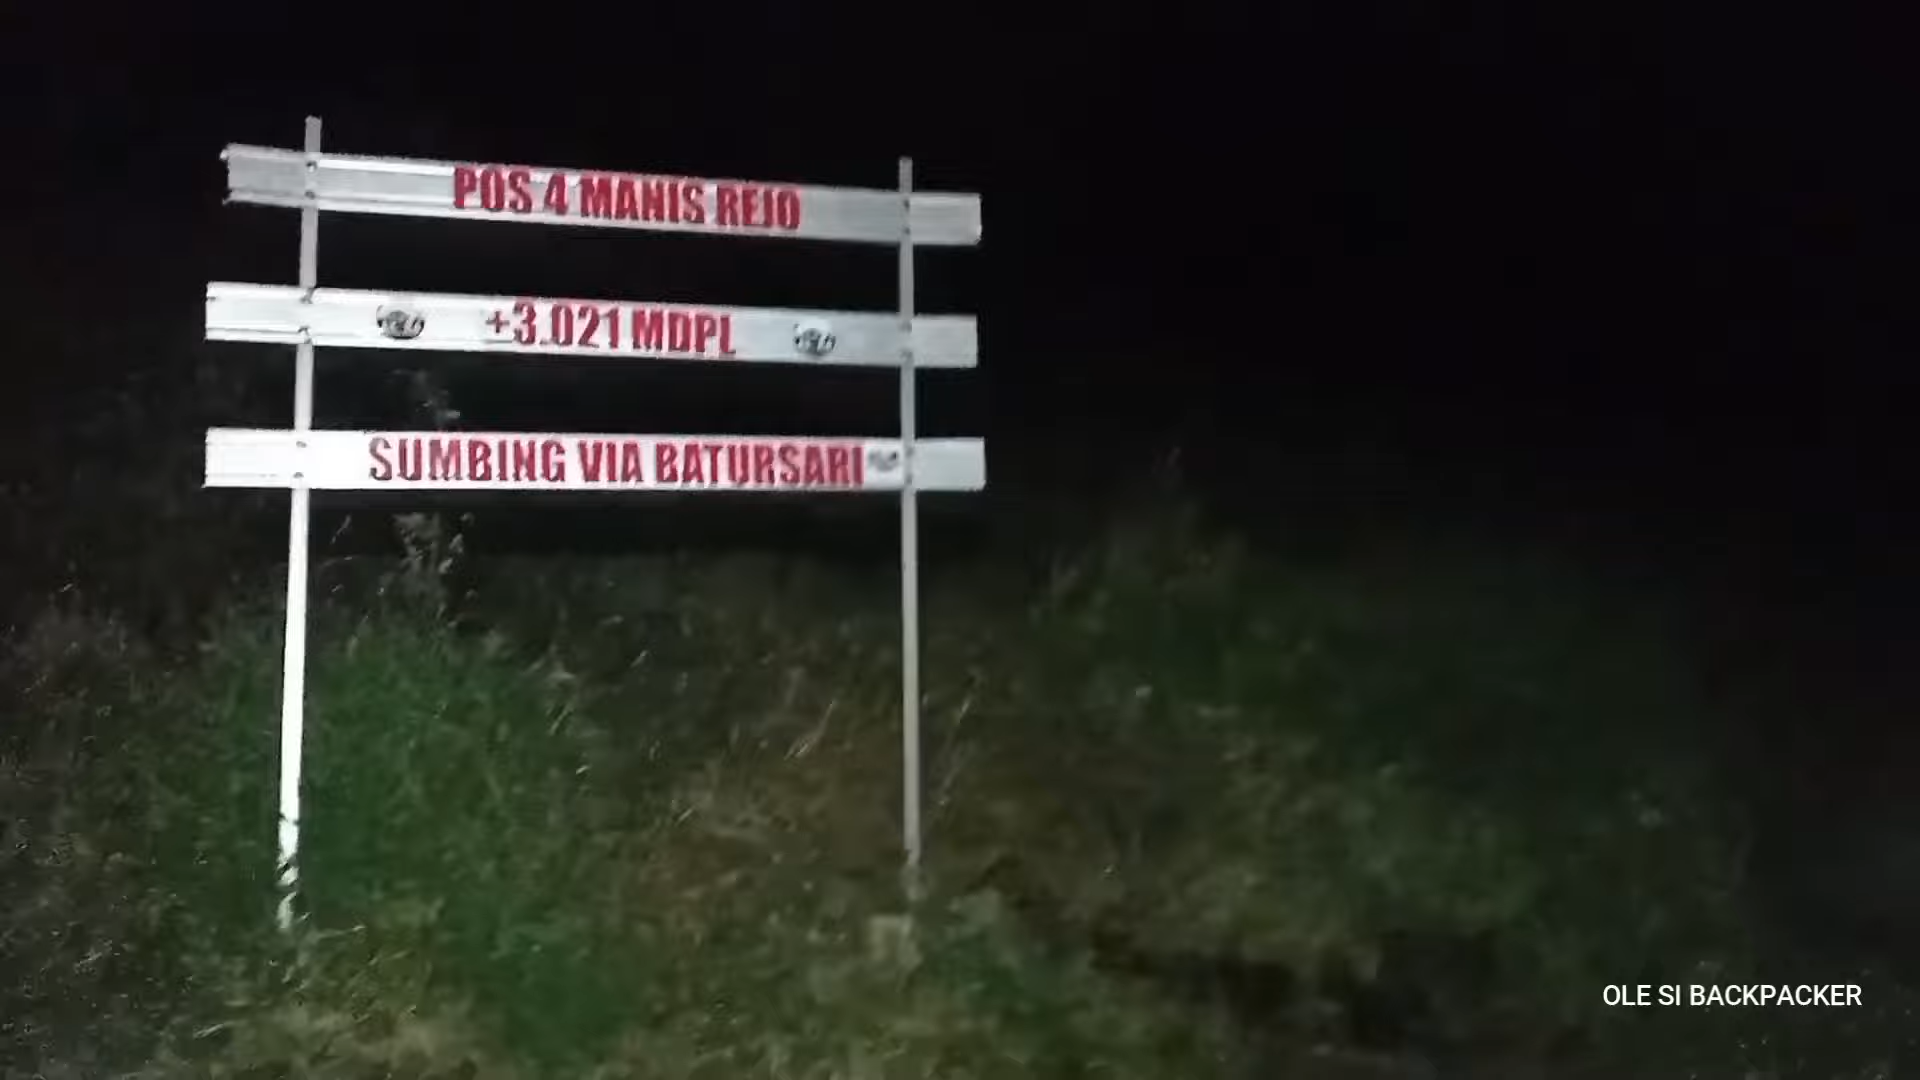 POS 4 MANIS REJO
±3.021 MDPL
SUMBING VIA BATURSARI
OLE SI BACKPACKER